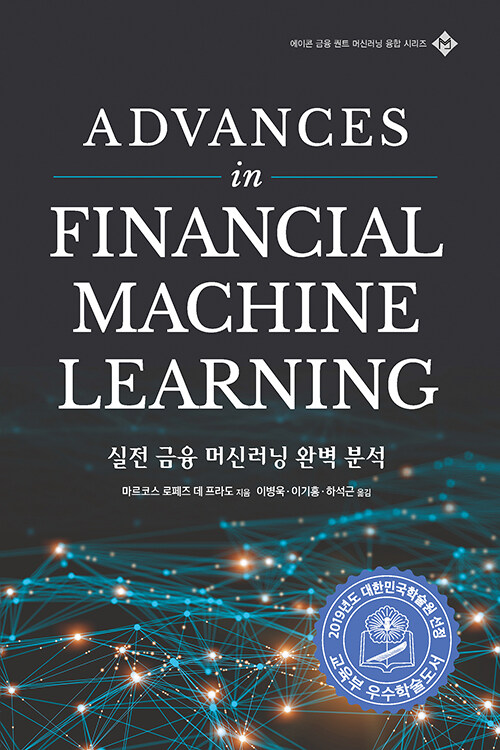 에이콘 금융 퀀트 머신러닝 융합 시리즈
M
ADVANCES
in
FINANCIAL
MACHINE
LEARNING
실전 금융 머신러닝 완벽 분석
마르코스 로페즈 데 프라도 지음 이병욱·이기홍·하석근 옮김
2019년도 대한민국학술원 선정
교육부 우수학술도서